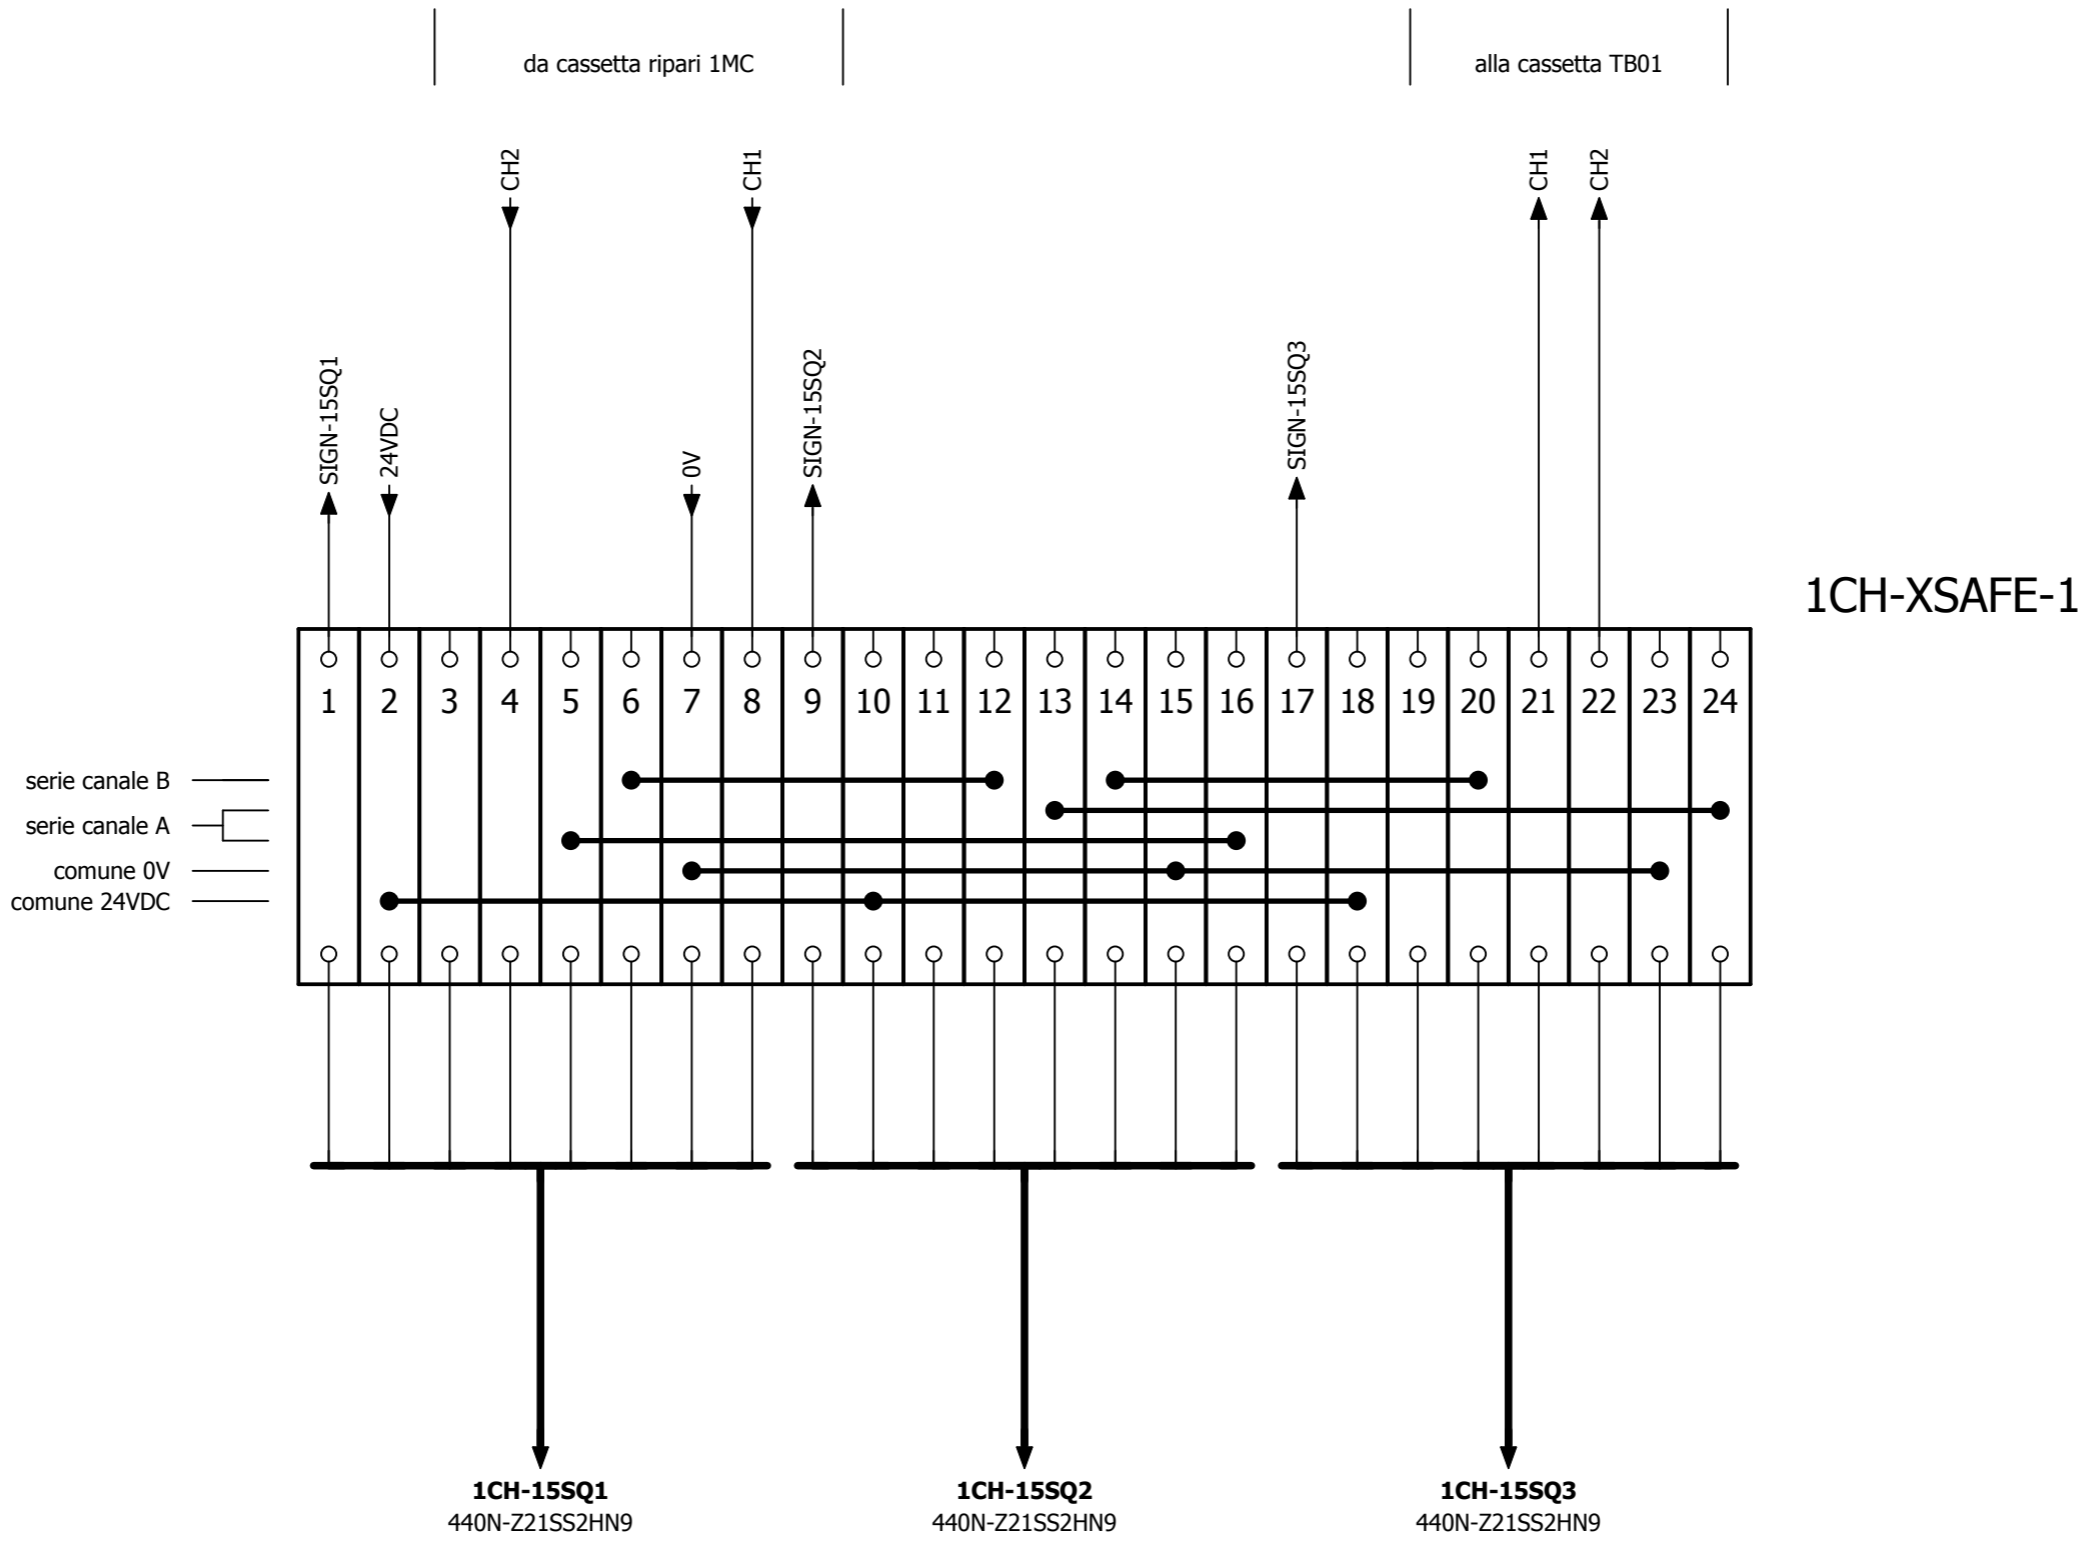 da cassetta ripari 1MC
alla cassetta TB01
CH2
CH1
CH1
CH2
SIGN-15SQ1
24VDC
0V
SIGN-15SQ2
SIGN-15SQ3
1CH-XSAFE-1
1 2 3 4 5 6 7 8 9 10 11 12 13 14 15 16 17 18 19 20 21 22 23 24
serie canale B
serie canale A
comune 0V
comune 24VDC
1CH-15SQ1
440N-Z21SS2HN9
1CH-15SQ2
440N-Z21SS2HN9
1CH-15SQ3
440N-Z21SS2HN9